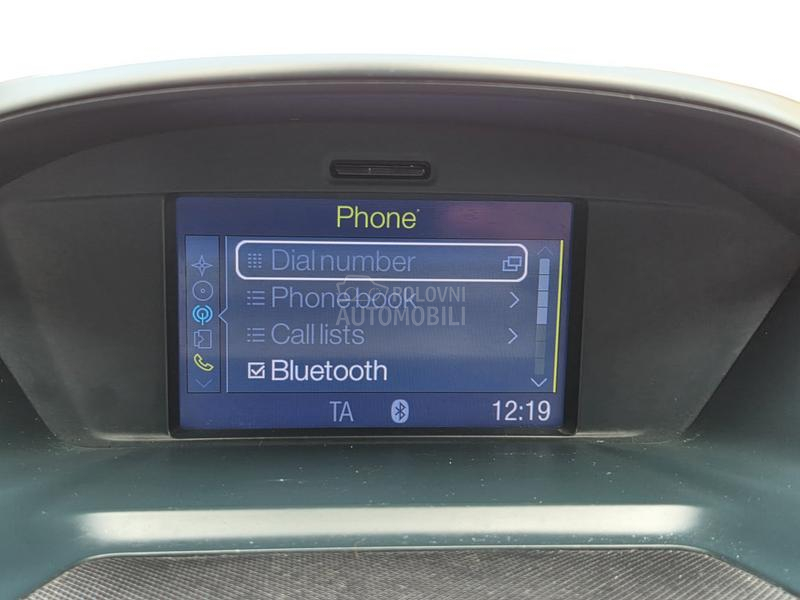 Phone
Dial number
Phone book
POLOVNI
AUTOMOBILI
Call lists
Bluetooth
TA 12:19